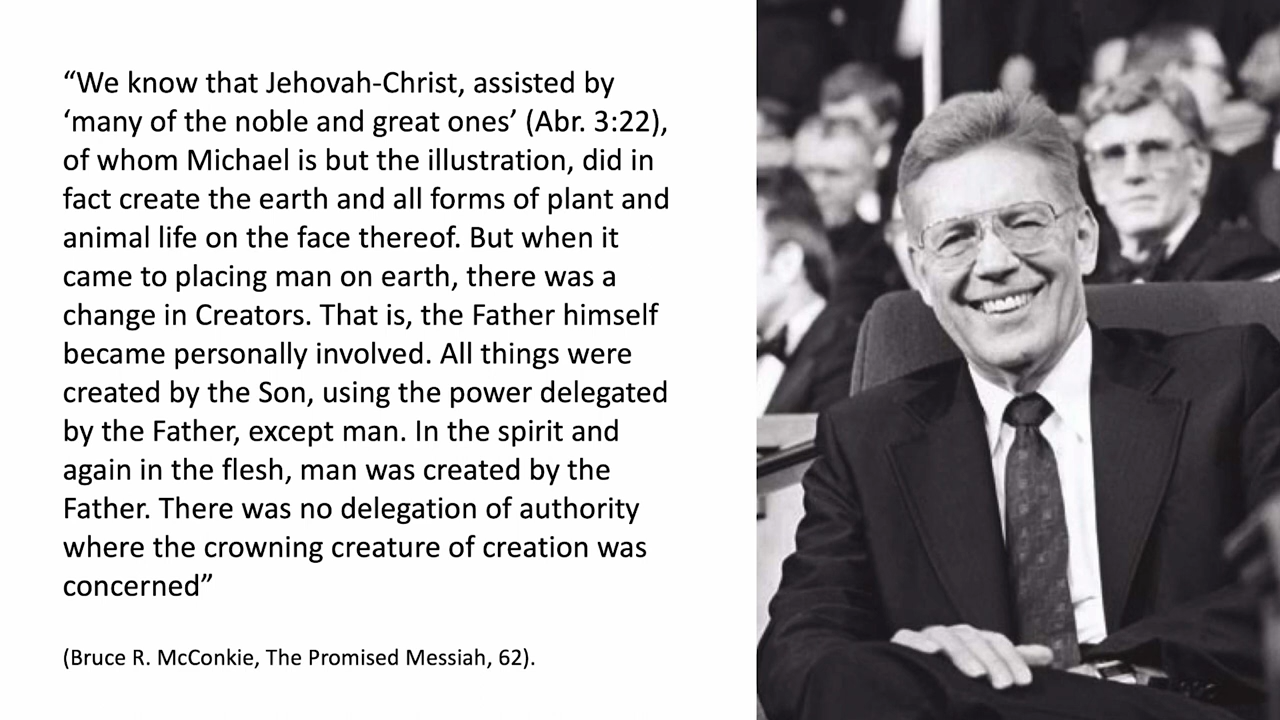 “We know that Jehovah-Christ, assisted by
‘many of the noble and great ones’ (Abr. 3:22),
of whom Michael is but the illustration, did in
fact create the earth and all forms of plant and
animal life on the face thereof. But when it
came to placing man on earth, there was a
change in Creators. That is, the Father himself
became personally involved. All things were
created by the Son, using the power delegated
by the Father, except man. In the spirit and
again in the flesh, man was created by the
Father. There was no delegation of authority
where the crowning creature of creation was
concerned”
(Bruce R. McConkie, The Promised Messiah, 62).